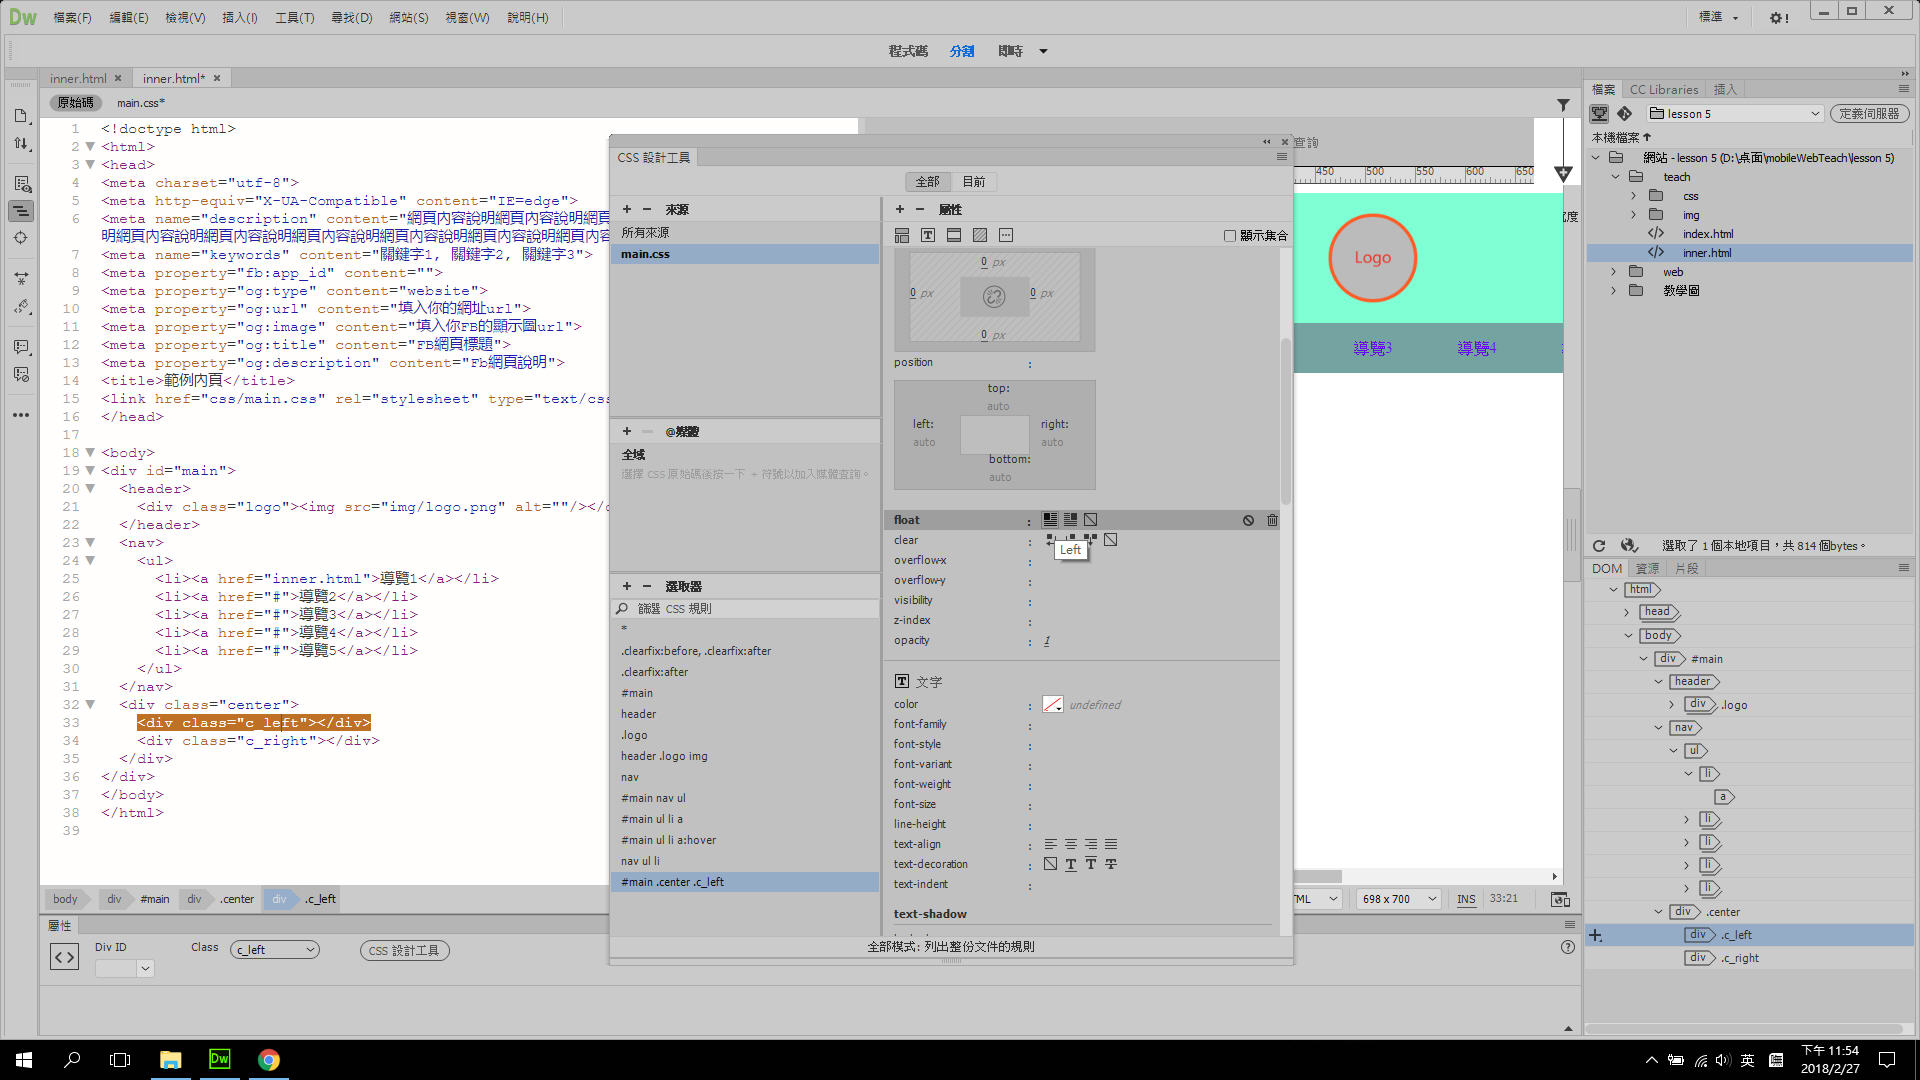 Dw 檔案(F) 編輯(E) 檢視(V) 插入(I) 工具(T) 尋找(D) 網站(S) 視窗(W) 說明(H) 標準
程式碼 分割 即時
inner.html inner.html*
原始碼 main.css*
1 <!doctype html>
2 <html>
3 <head>
4 <meta charset="utf-8">
5 <meta http-equiv="X-UA-Compatible" content="IE=edge">
6 <meta name="description" content="網頁內容說明網頁內容說明網頁
明網頁內容說明網頁內容說明網頁內容說明網頁內容說明網頁內容說明網頁內容
7 <meta name="keywords" content="關鍵字1, 關鍵字2, 關鍵字3">
8 <meta property="fb:app_id" content="">
9 <meta property="og:type" content="website">
10 <meta property="og:url" content="填入你的網址url">
11 <meta property="og:image" content="填入你FB的顯示圖url">
12 <meta property="og:title" content="FB網頁標題">
13 <meta property="og:description" content="Fb網頁說明">
14 <title>範例內頁</title>
15 <link href="css/main.css" rel="stylesheet" type="text/css
16 </head>
17
18 <body>
19 <div id="main">
20 <header>
21 <div class="logo"><img src="img/logo.png" alt=""/></d
22 </header>
23 <nav>
24 <ul>
25 <li><a href="inner.html">導覽1</a></li>
26 <li><a href="#">導覽2</a></li>
27 <li><a href="#">導覽3</a></li>
28 <li><a href="#">導覽4</a></li>
29 <li><a href="#">導覽5</a></li>
30 </ul>
31 </nav>
32 <div class="center">
33 <div class="c_left"></div>
34 <div class="c_right"></div>
35 </div>
36 </div>
37 </body>
38 </html>
39
body div #main div .center div .c_left
屬性
Div ID Class c_left CSS 設計工具
CSS 設計工具
全部 目前
來源
所有來源
main.css
@媒體
全域
選擇 CSS 原始碼後按一下 + 符號以加入媒體查詢。
選取器
篩選 CSS 規則
*
.clearfix:before, .clearfix:after
.clearfix:after
#main
header
.logo
header .logo img
nav
#main nav ul
#main ul li a
#main ul li a:hover
nav ul li
#main .center .c_left
屬性
顯示集合
0 px
0 px 0 px
0 px
position :
top:
auto
left: right:
auto auto
bottom:
auto
float :
clear :
Left
overflow-x :
overflow-y :
visibility :
z-index :
opacity : 1
文字
color : undefined
font-family :
font-style :
font-variant :
font-weight :
font-size :
line-height :
text-align :
text-decoration :
text-indent :
text-shadow
全部模式: 列出整份文件的規則
查詢
450 500 550 600 650
度
Logo
導覽3 導覽4
ML 698 x 700 INS 33:21
檔案 CC Libraries 插入
lesson 5 定義伺服器
本機檔案
網站 - lesson 5 (D:\桌面\mobileWebTeach\lesson 5)
teach
css
img
index.html
inner.html
web
教學圖
選取了 1 個本地項目，共 814 個bytes。
DOM 資源 片段
html
head
body
div #main
header
div .logo
nav
ul
li
a
li
li
li
li
div .center
div .c_left
div .c_right
Dw
英
下午 11:54
2018/2/27